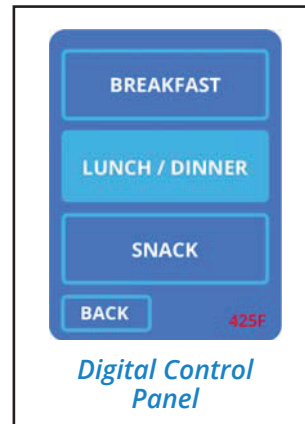 BREAKFAST
LUNCH / DINNER
SNACK
BACK 425F
Digital Control
Panel